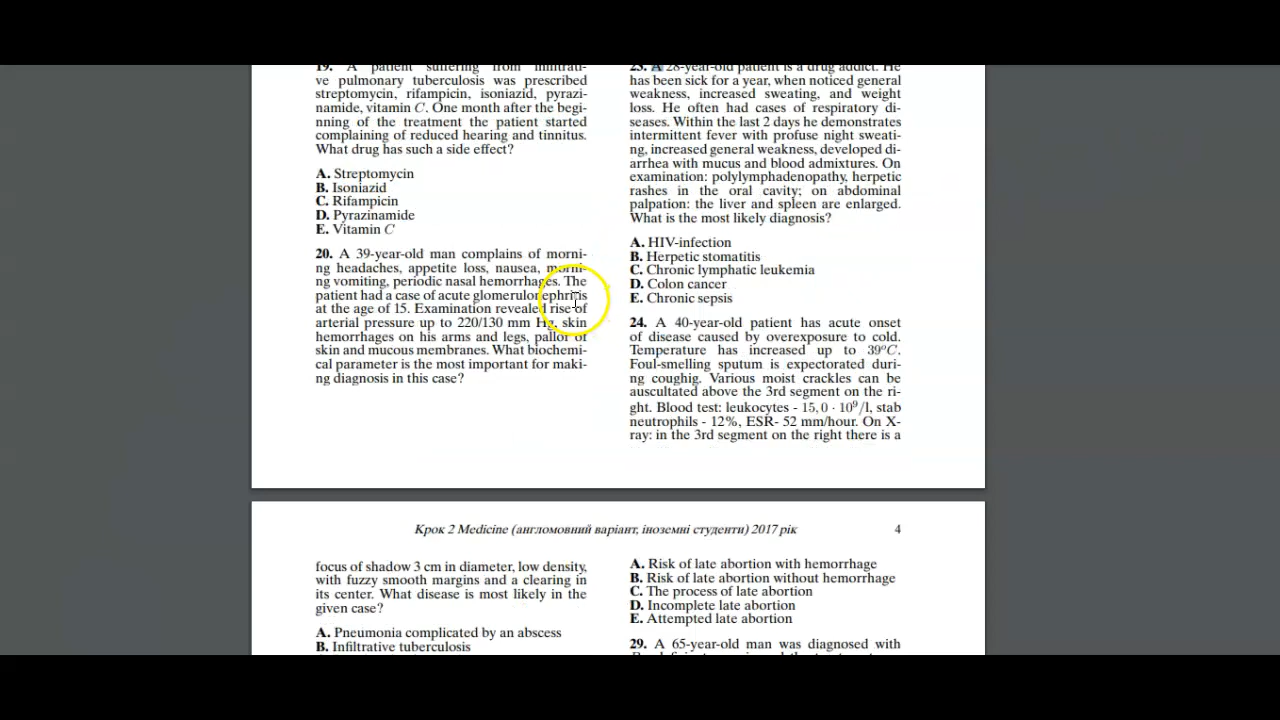 19. A patient suffering from infiltrati-
ve pulmonary tuberculosis was prescribed
streptomycin, rifampicin, isoniazid, pyrazi-
namide, vitamin C. One month after the begi-
nning of the treatment the patient started
complaining of reduced hearing and tinnitus.
What drug has such a side effect?
A. Streptomycin
B. Isoniazid
C. Rifampicin
D. Pyrazinamide
E. Vitamin C
20. A 39-year-old man complains of morni-
ng headaches, appetite loss, nausea, morni-
ng vomiting, periodic nasal hemorrhages. The
patient had a case of acute glomerulonephritis
at the age of 15. Examination revealed rise of
arterial pressure up to 220/130 mm Hg, skin
hemorrhages on his arms and legs, pallor of
skin and mucous membranes. What biochemi-
cal parameter is the most important for maki-
ng diagnosis in this case?
23. A 28-year-old patient is a drug addict. He
has been sick for a year, when noticed general
weakness, increased sweating, and weight
loss. He often had cases of respiratory di-
seases. Within the last 2 days he demonstrates
intermittent fever with profuse night sweati-
ng, increased general weakness, developed di-
arrhea with mucus and blood admixtures. On
examination: polylymphadenopathy, herpetic
rashes in the oral cavity; on abdominal
palpation: the liver and spleen are enlarged.
What is the most likely diagnosis?
A. HIV-infection
B. Herpetic stomatitis
C. Chronic lymphatic leukemia
D. Colon cancer
E. Chronic sepsis
24. A 40-year-old patient has acute onset
of disease caused by overexposure to cold.
Temperature has increased up to 39°C.
Foul-smelling sputum is expectorated duri-
ng coughig. Various moist crackles can be
auscultated above the 3rd segment on the ri-
ght. Blood test: leukocytes - 15,0 · 10⁹/l, stab
neutrophils - 12%, ESR- 52 mm/hour. On X-
ray: in the 3rd segment on the right there is a
Крок 2 Medicine (англомовний варіант, іноземні студенти) 2017 рік 4
focus of shadow 3 cm in diameter, low density,
with fuzzy smooth margins and a clearing in
its center. What disease is most likely in the
given case?
A. Pneumonia complicated by an abscess
B. Infiltrative tuberculosis
A. Risk of late abortion with hemorrhage
B. Risk of late abortion without hemorrhage
C. The process of late abortion
D. Incomplete late abortion
E. Attempted late abortion
29. A 65-year-old man was diagnosed with